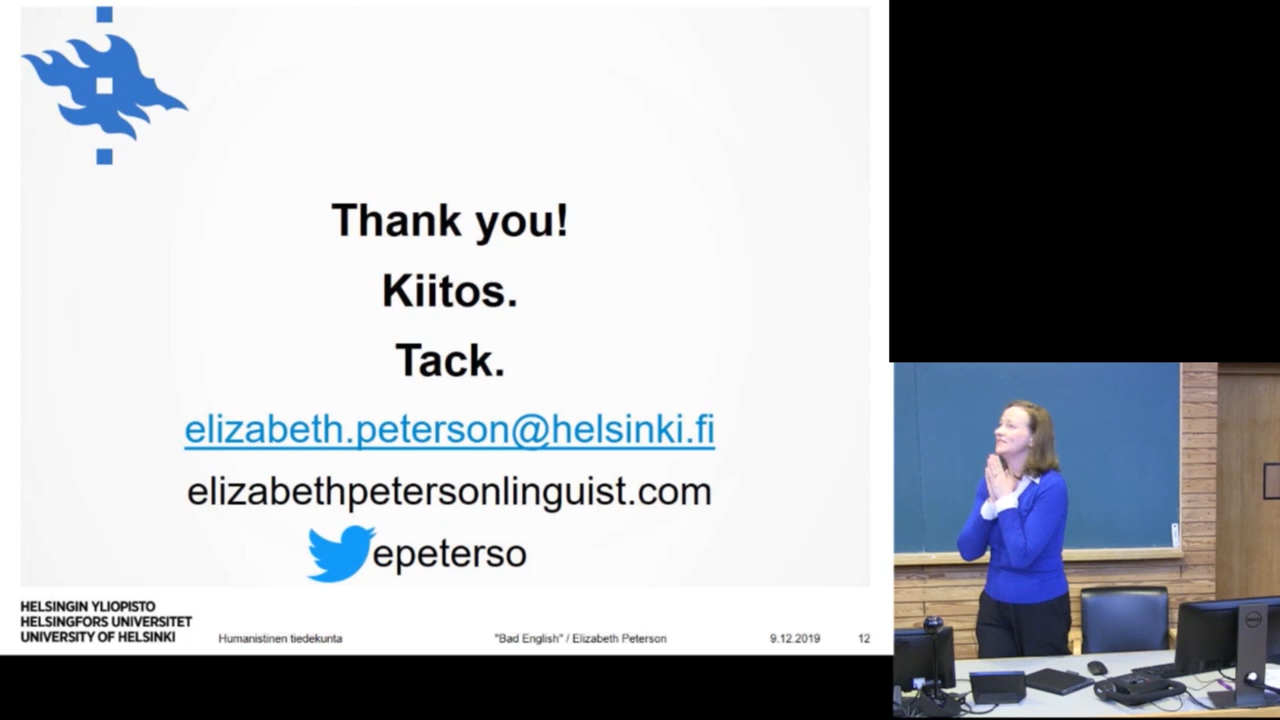 Thank you!
Kiitos.
Tack.
elizabeth.peterson@helsinki.fi
elizabethpetersonlinguist.com
epeterso
HELSINGIN YLIOPISTO
HELSINGFORS UNIVERSITET
UNIVERSITY OF HELSINKI
Humanistinen tiedekunta
"Bad English" / Elizabeth Peterson
9.12.2019
12